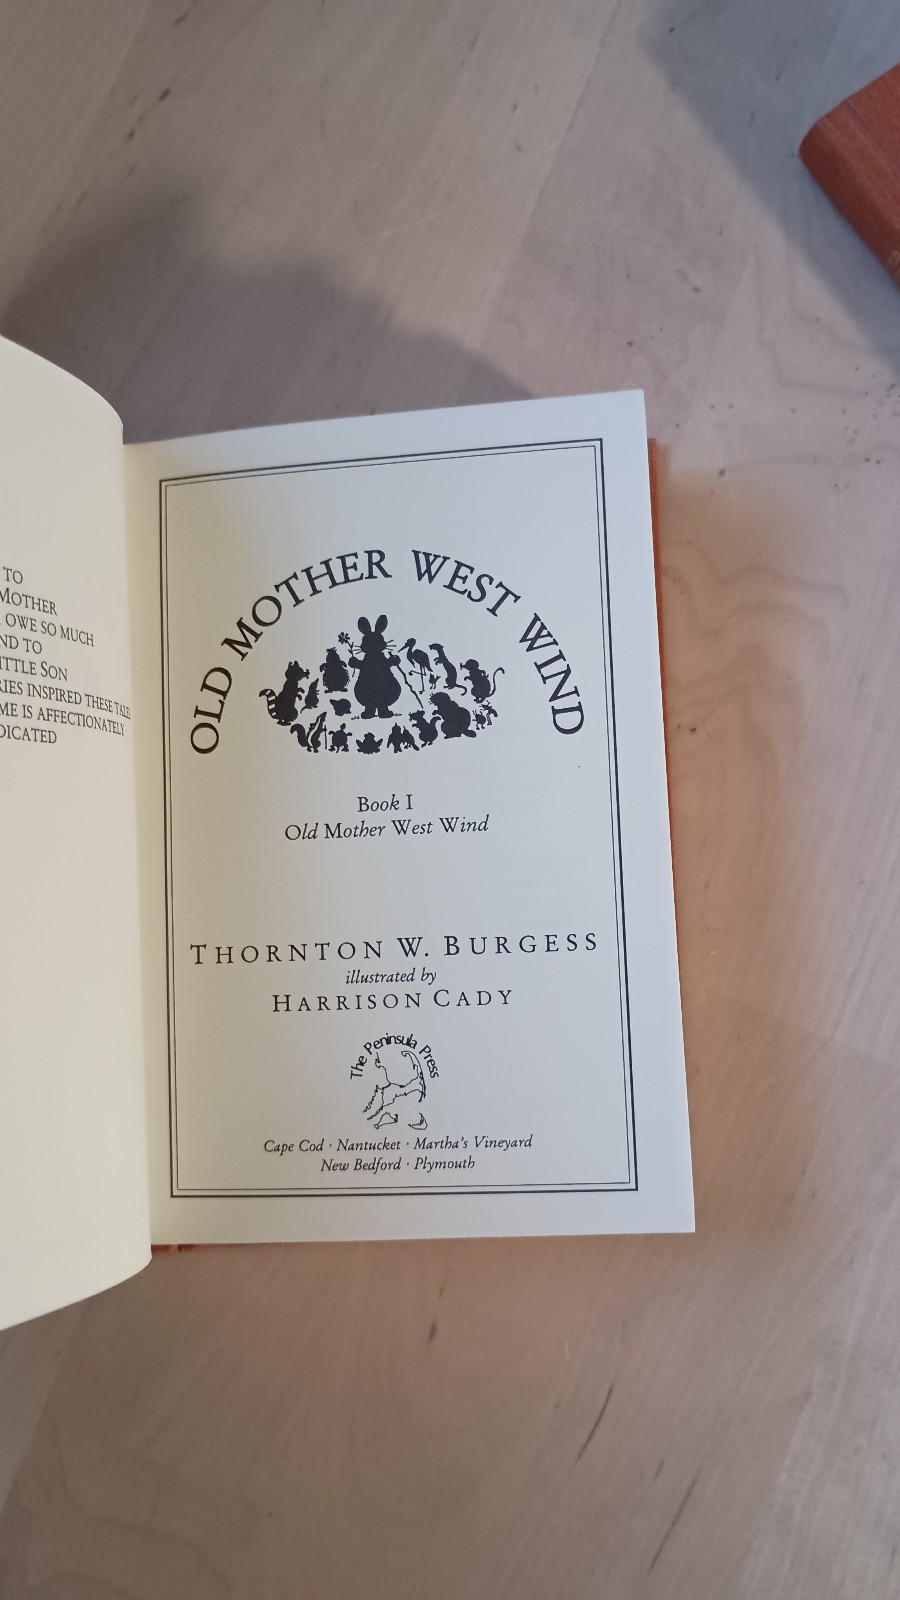 TO
MOTHER
OWE SO MUCH
ND TO
ITTLE SON
RIES INSPIRED THESE TALES
ME IS AFFECTIONATELY
DICATED
OLD MOTHER WEST WIND
Book I
Old Mother West Wind
THORNTON W. BURGESS
illustrated by
HARRISON CADY
The Peninsula Press
Cape Cod · Nantucket · Martha's Vineyard
New Bedford · Plymouth